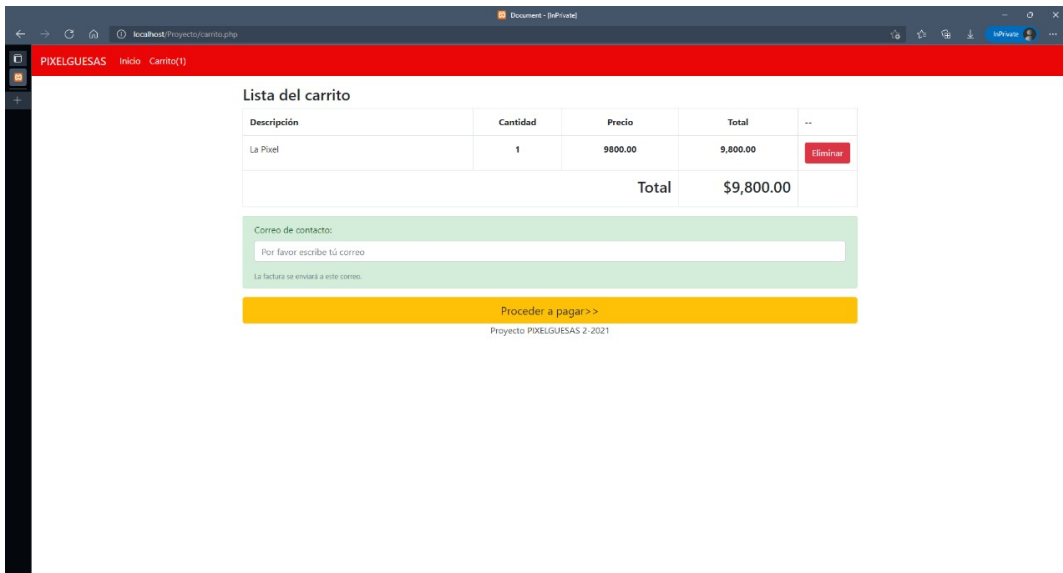 Document - [InPrivate]
localhost/Proyecto/carrito.php
InPrivate
PIXELGUESAS Inicio Carrito(1)
Lista del carrito
Descripción Cantidad Precio Total --
La Pixel 1 9800.00 9,800.00 Eliminar
Total $9,800.00
Correo de contacto:
Por favor escribe tú correo
La factura se enviará a este correo.
Proceder a pagar>>
Proyecto PIXELGUESAS 2-2021